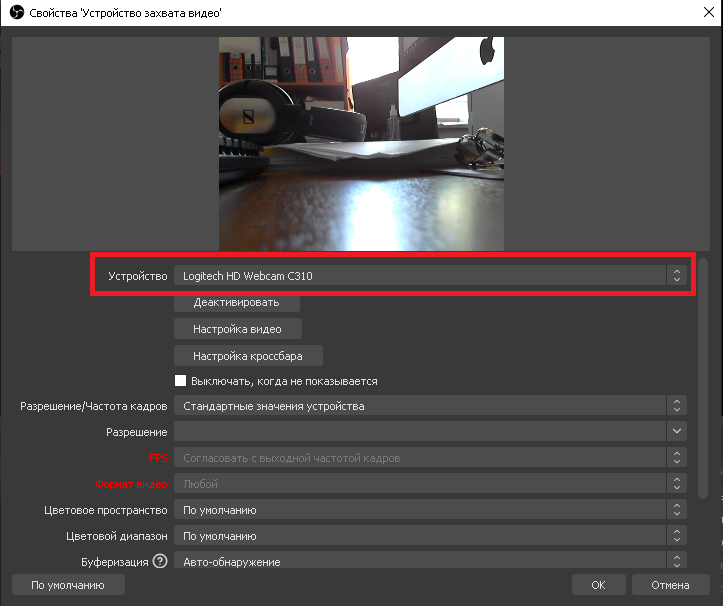 Свойства 'Устройство захвата видео'
Устройство Logitech HD Webcam C310
Деактивировать
Настройка видео
Настройка кроссбара
Выключать, когда не показывается
Разрешение/Частота кадров Стандартные значения устройства
Разрешение
FPS Согласовать с выходной частотой кадров
Формат видео Любой
Цветовое пространство По умолчанию
Цветовой диапазон По умолчанию
Буферизация ? Авто-обнаружение
По умолчанию ОК Отмена